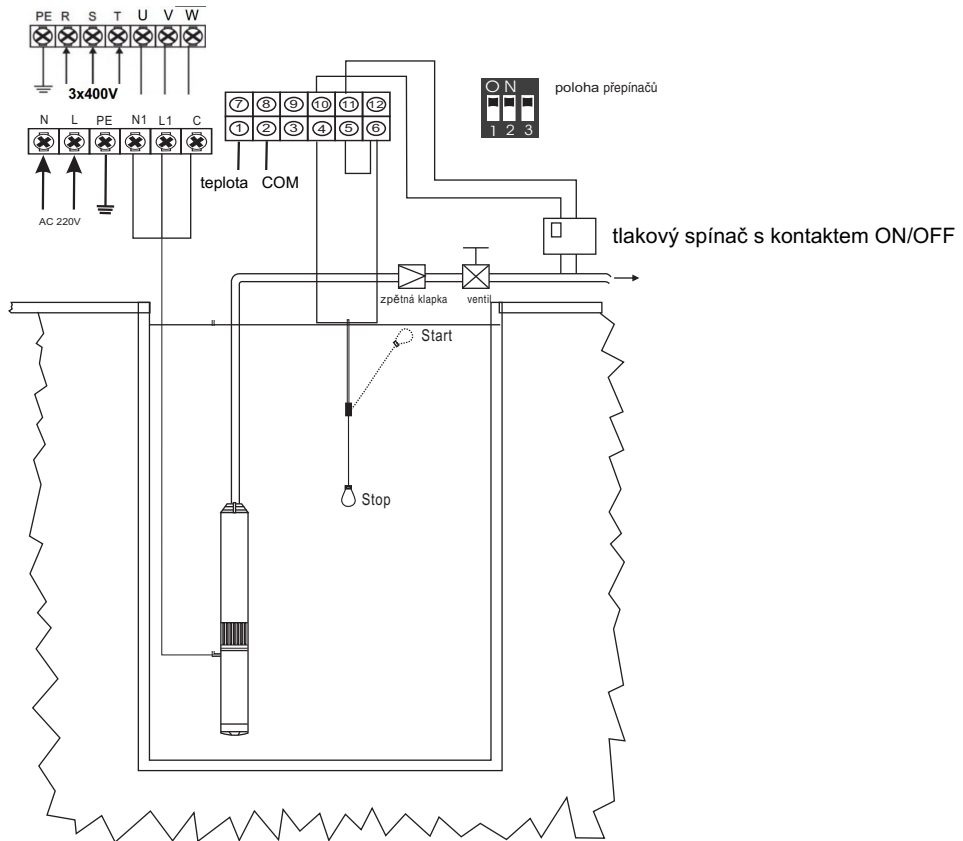 PE R S T U V W
3x400V
N L PE N1 L1 C
AC 220V
7 8 9 10 11 12
1 2 3 4 5 6
teplota COM
ON
1 2 3
poloha přepínačů
tlakový spínač s kontaktem ON/OFF
zpětná klapka
ventil
Start
Stop